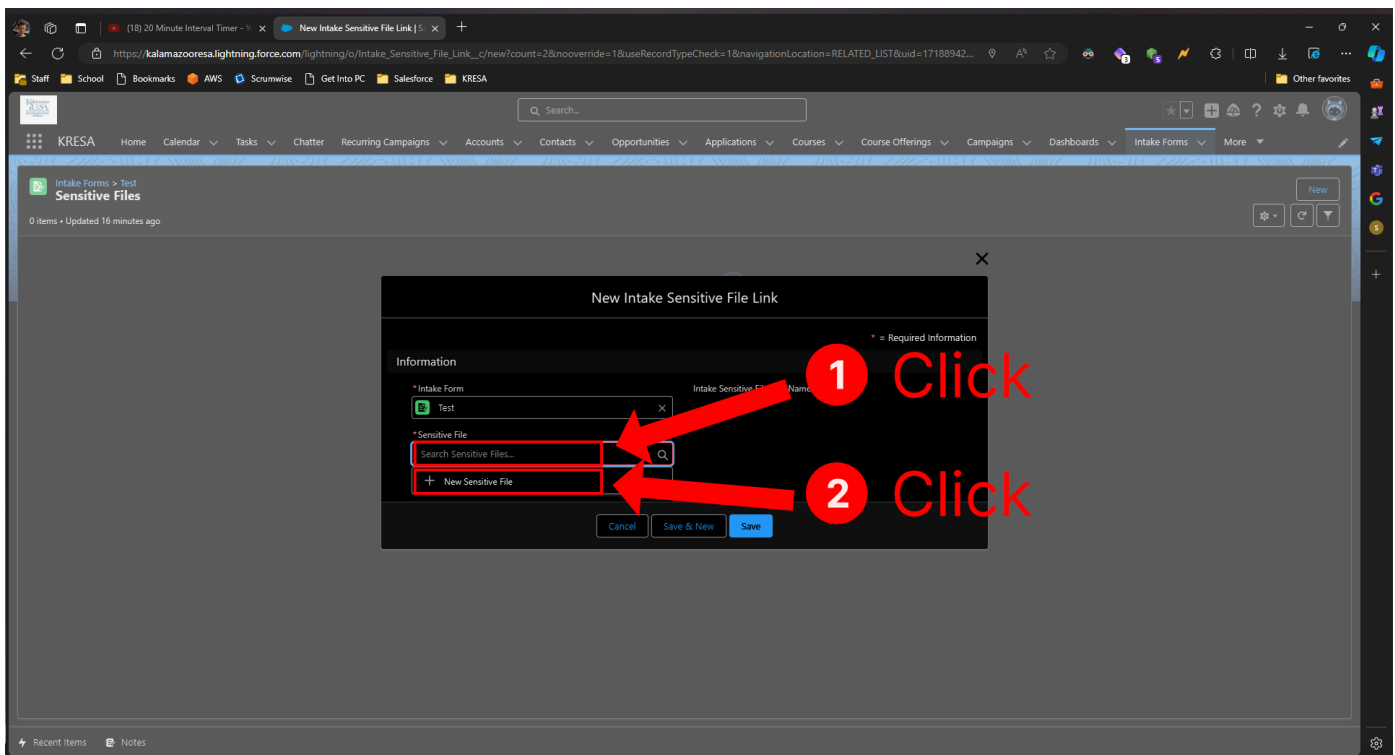 (18) 20 Minute Interval Timer - Y
New Intake Sensitive File Link | S
https://kalamazooresa.lightning.force.com/lightning/o/Intake_Sensitive_File_Link__c/new?count=2&nooverride=1&useRecordTypeCheck=1&navigationLocation=RELATED_LIST&uid=17188942...
Staff School Bookmarks AWS Scrumwise Get Into PC Salesforce KRESA Other favorites
Search...
KRESA Home Calendar Tasks Chatter Recurring Campaigns Accounts Contacts Opportunities Applications Courses Course Offerings Campaigns Dashboards Intake Forms More
Intake Forms > Test
Sensitive Files
New
0 items • Updated 16 minutes ago
New Intake Sensitive File Link
* = Required Information
Information
*Intake Form
Intake Sensitive Name
Test
1 Click
*Sensitive File
Search Sensitive Files...
New Sensitive File
2 Click
Cancel Save & New Save
Recent Items Notes